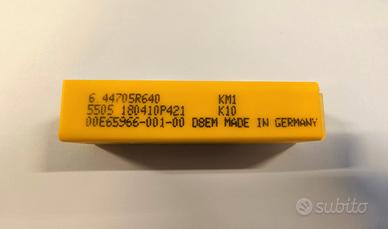 6 44705R640 KM1
5505 180410P421 K10
00E65966-001-00 D8EM MADE IN GERMANY
subito